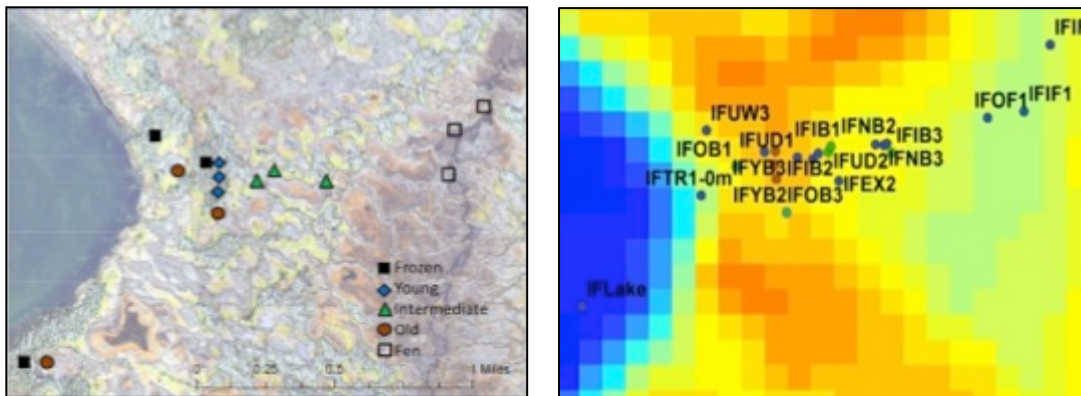 Frozen
Young
Intermediate
Old
Fen
0 0.25 0.5 1 Miles
IFUW3
IFOF1 IFIF1
IFUD1 IFIB1 IFNB2 IFIB3
IFOB1
IFYB3 IFIB2 IFUD2 IFNB3
IFTR1-0m IFEX2
IFYB2 IFOB3
IFLake